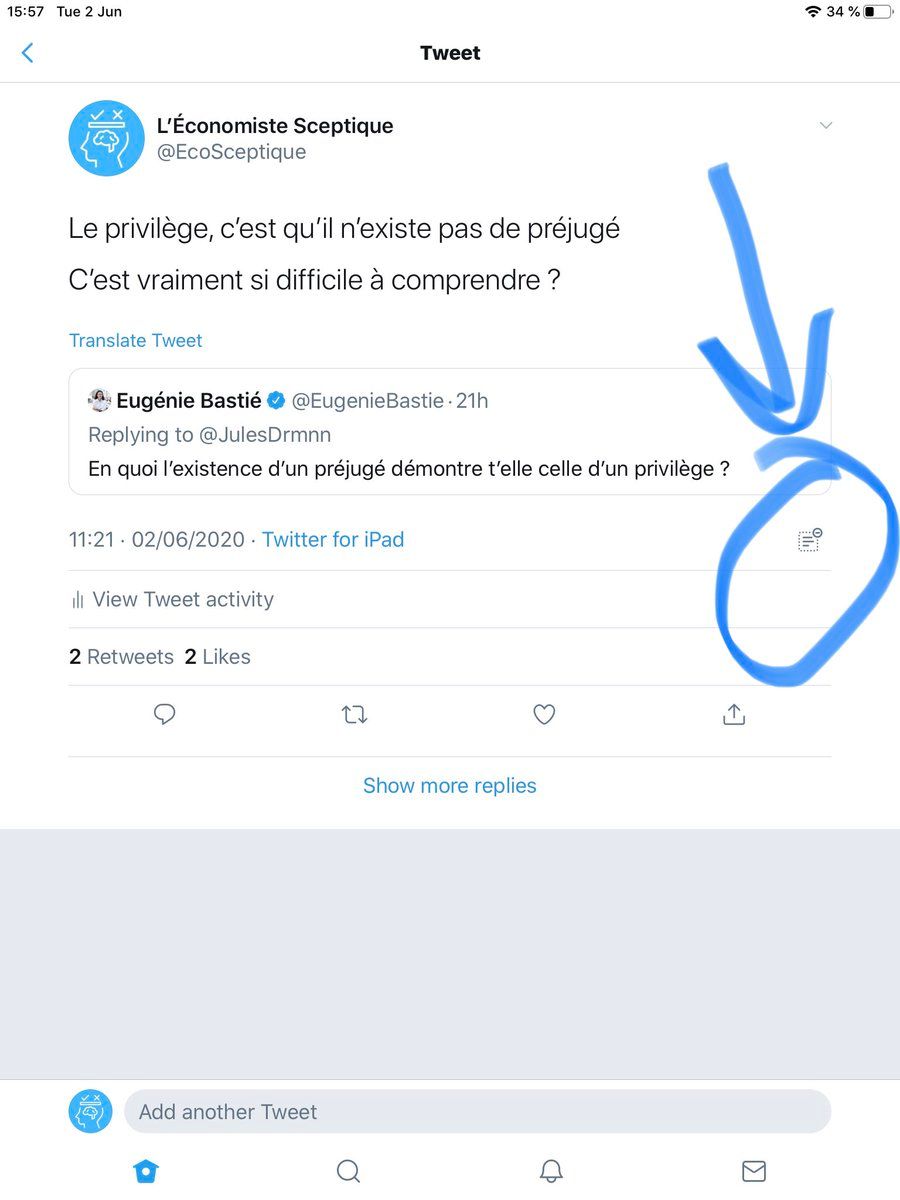 15:57 Tue 2 Jun 34 %
Tweet
L’Économiste Sceptique
@EcoSceptique
Le privilège, c’est qu’il n’existe pas de préjugé
C’est vraiment si difficile à comprendre ?
Translate Tweet
Eugénie Bastié @EugenieBastie · 21h
Replying to @JulesDrmnn
En quoi l’existence d’un préjugé démontre t’elle celle d’un privilège ?
11:21 · 02/06/2020 · Twitter for iPad
View Tweet activity
2 Retweets 2 Likes
Show more replies
Add another Tweet